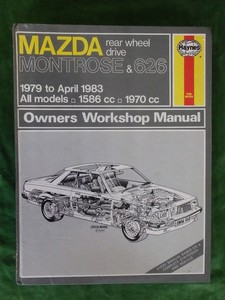 MAZDA rear wheel drive
MONTROSE & 626
Haynes
1979 to April 1983
All models □ 1586 cc □ 1970 cc
Owners Workshop Manual